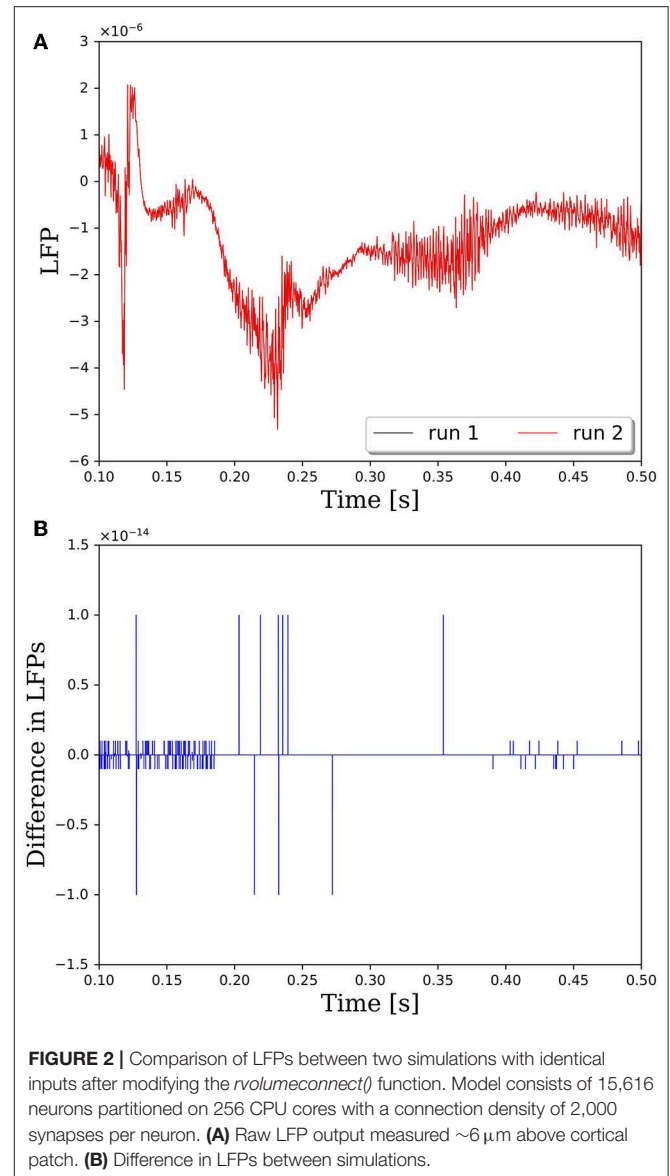 A
×10⁻⁶
3
2
1
0
−1
−2
−3
−4
−5
−6
LFP
run 1 run 2
0.10 0.15 0.20 0.25 0.30 0.35 0.40 0.45 0.50
Time [s]
B
×10⁻¹⁴
1.5
1.0
0.5
0.0
−0.5
−1.0
−1.5
Difference in LFPs
0.10 0.15 0.20 0.25 0.30 0.35 0.40 0.45 0.50
Time [s]
FIGURE 2 | Comparison of LFPs between two simulations with identical
inputs after modifying the rvolumeconnect() function. Model consists of 15,616
neurons partitioned on 256 CPU cores with a connection density of 2,000
synapses per neuron. (A) Raw LFP output measured ∼6 μm above cortical
patch. (B) Difference in LFPs between simulations.